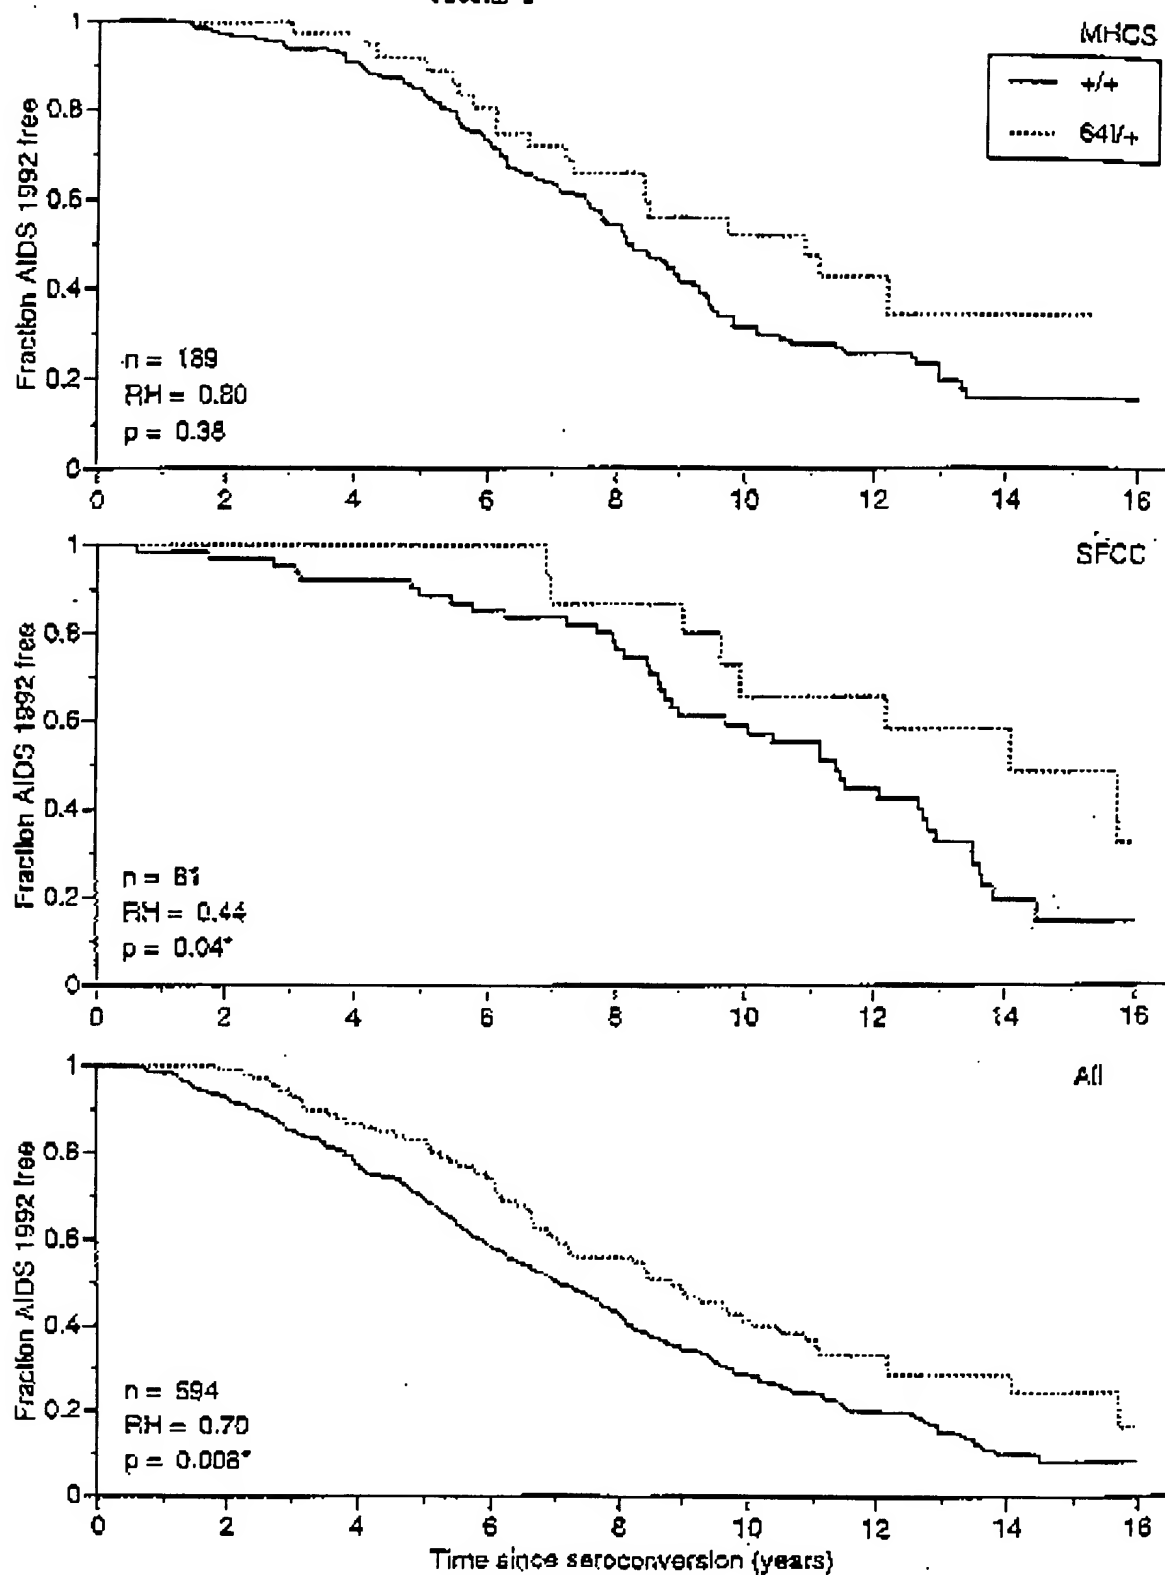 MHCS
+/+
64I/+
Fraction AIDS 1992 free
1
0.8
0.6
0.4
0.2
0
n = 189
RH = 0.80
p = 0.38
0 2 4 6 8 10 12 14 16
SFCC
Fraction AIDS 1992 free
1
0.8
0.6
0.4
0.2
0
RH = 0.44
p = 0.04*
0 2 4 6 8 10 12 14 16
All
Fraction AIDS 1992 free
1
0.8
0.6
0.4
0.2
0
RH = 0.70
0 2 4 6 8 10 12 14 16
Time since seroconversion (years)